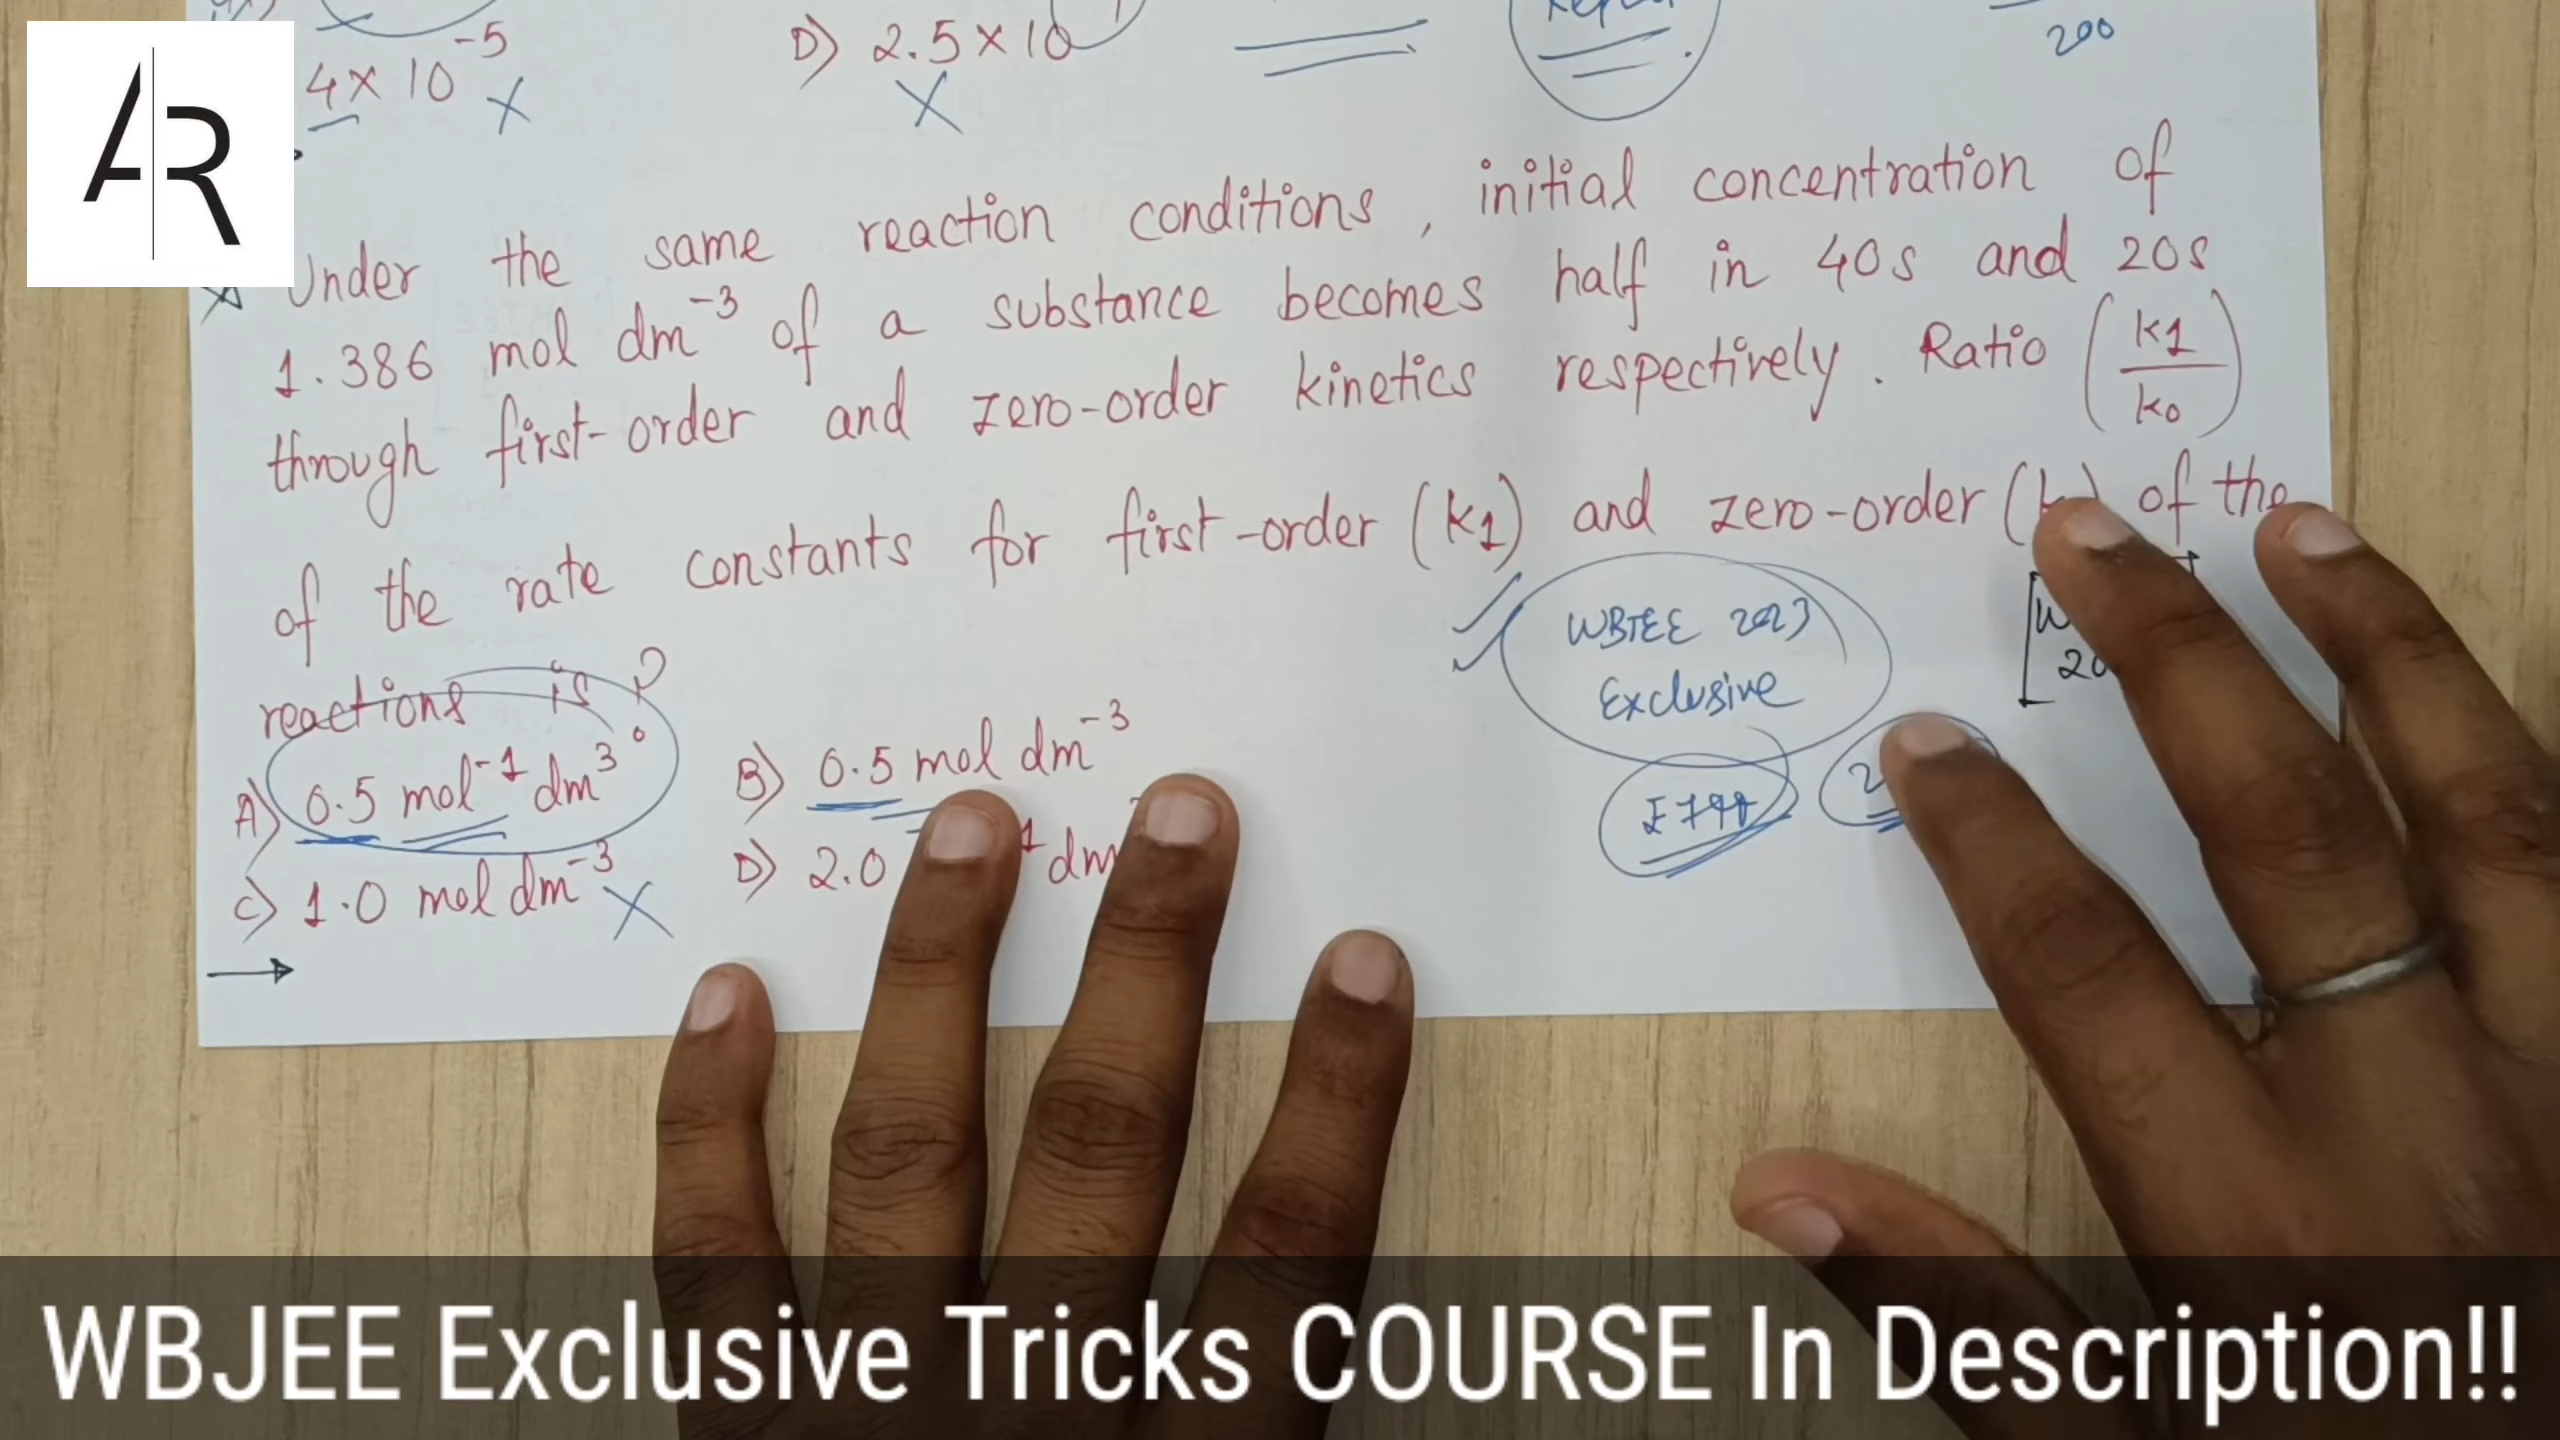 4 x 10^-5
D) 2.5 x 10
200
AR
Under the same reaction conditions, initial concentration of
1.386 mol dm^-3 of a substance becomes half in 40s and 20s
through first-order and zero-order kinetics respectively. Ratio (k1/k0)
of the rate constants for first-order (k1) and zero-order (k) of the
reactions is ?
A) 0.5 mol^-1 dm^3
B) 0.5 mol dm^-3
C) 1.0 mol dm^-3
D) 2.0 dm
WBJEE 2023
Exclusive
WBJEE Exclusive Tricks COURSE In Description!!